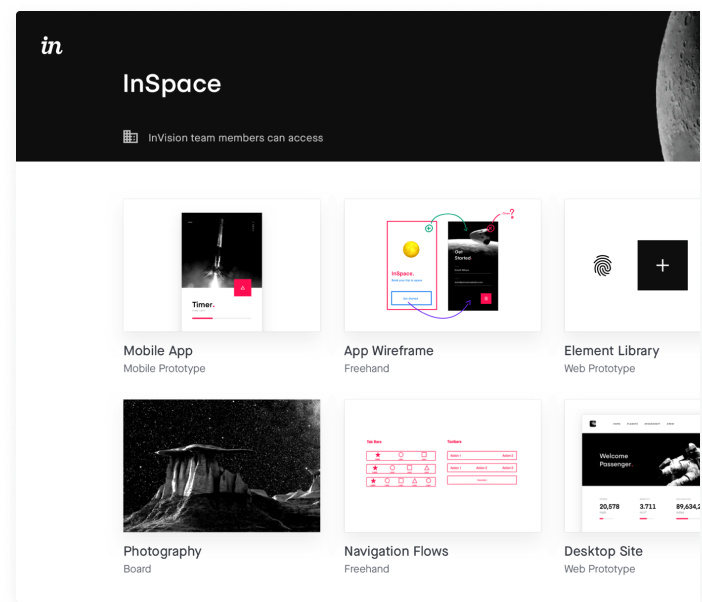 in
InSpace
InVision team members can access
Timer.
InSpace.
Get
Started.
Get Started
?
Mobile App
Mobile Prototype
App Wireframe
Freehand
Element Library
Web Prototype
Tab Bars
Toolbars
Welcome
Passenger.
20,578
3.711
89,634,2
Photography
Board
Navigation Flows
Freehand
Desktop Site
Web Prototype